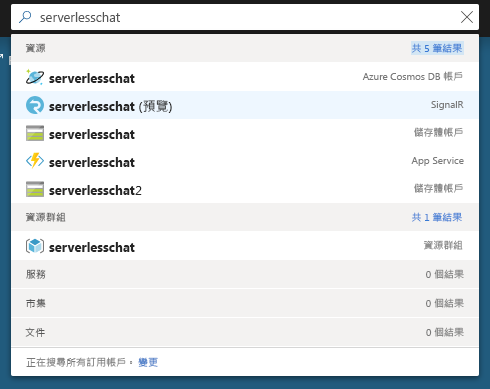 serverlesschat
資源 共 5 筆結果
serverlesschat Azure Cosmos DB 帳戶
serverlesschat (預覽) SignalR
serverlesschat 儲存體帳戶
serverlesschat App Service
serverlesschat2 儲存體帳戶
資源群組 共 1 筆結果
serverlesschat 資源群組
服務 0 個結果
市集 0 個結果
文件 0 個結果
正在搜尋所有訂用帳戶。 變更